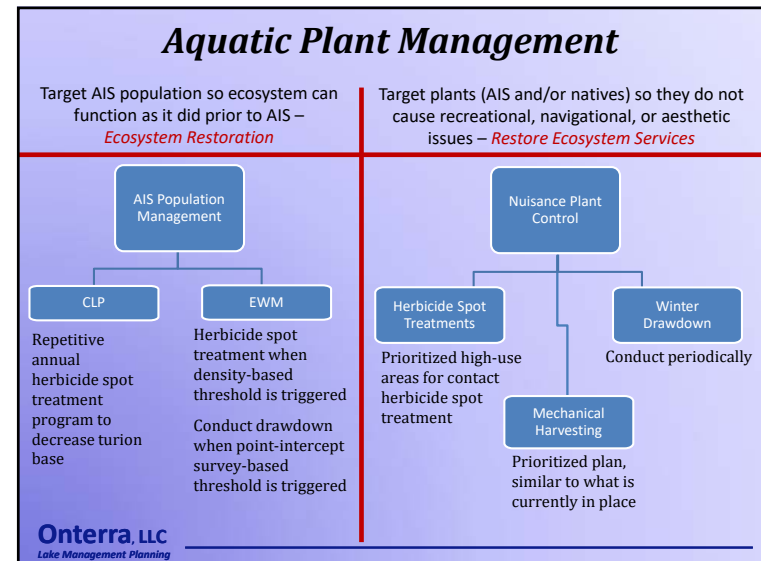 Aquatic Plant Management
Target AIS population so ecosystem can
function as it did prior to AIS –
Ecosystem Restoration
Target plants (AIS and/or natives) so they do not
cause recreational, navigational, or aesthetic
issues – Restore Ecosystem Services
AIS Population
Management
CLP
Repetitive
annual
herbicide spot
treatment
program to
decrease turion
base
EWM
Herbicide spot
treatment when
density-based
threshold is triggered
Conduct drawdown
when point-intercept
survey-based
threshold is triggered
Nuisance Plant
Control
Herbicide Spot
Treatments
Prioritized high-use
areas for contact
herbicide spot
treatment
Mechanical
Harvesting
Prioritized plan,
similar to what is
currently in place
Winter
Drawdown
Conduct periodically
Onterra, LLC
Lake Management Planning